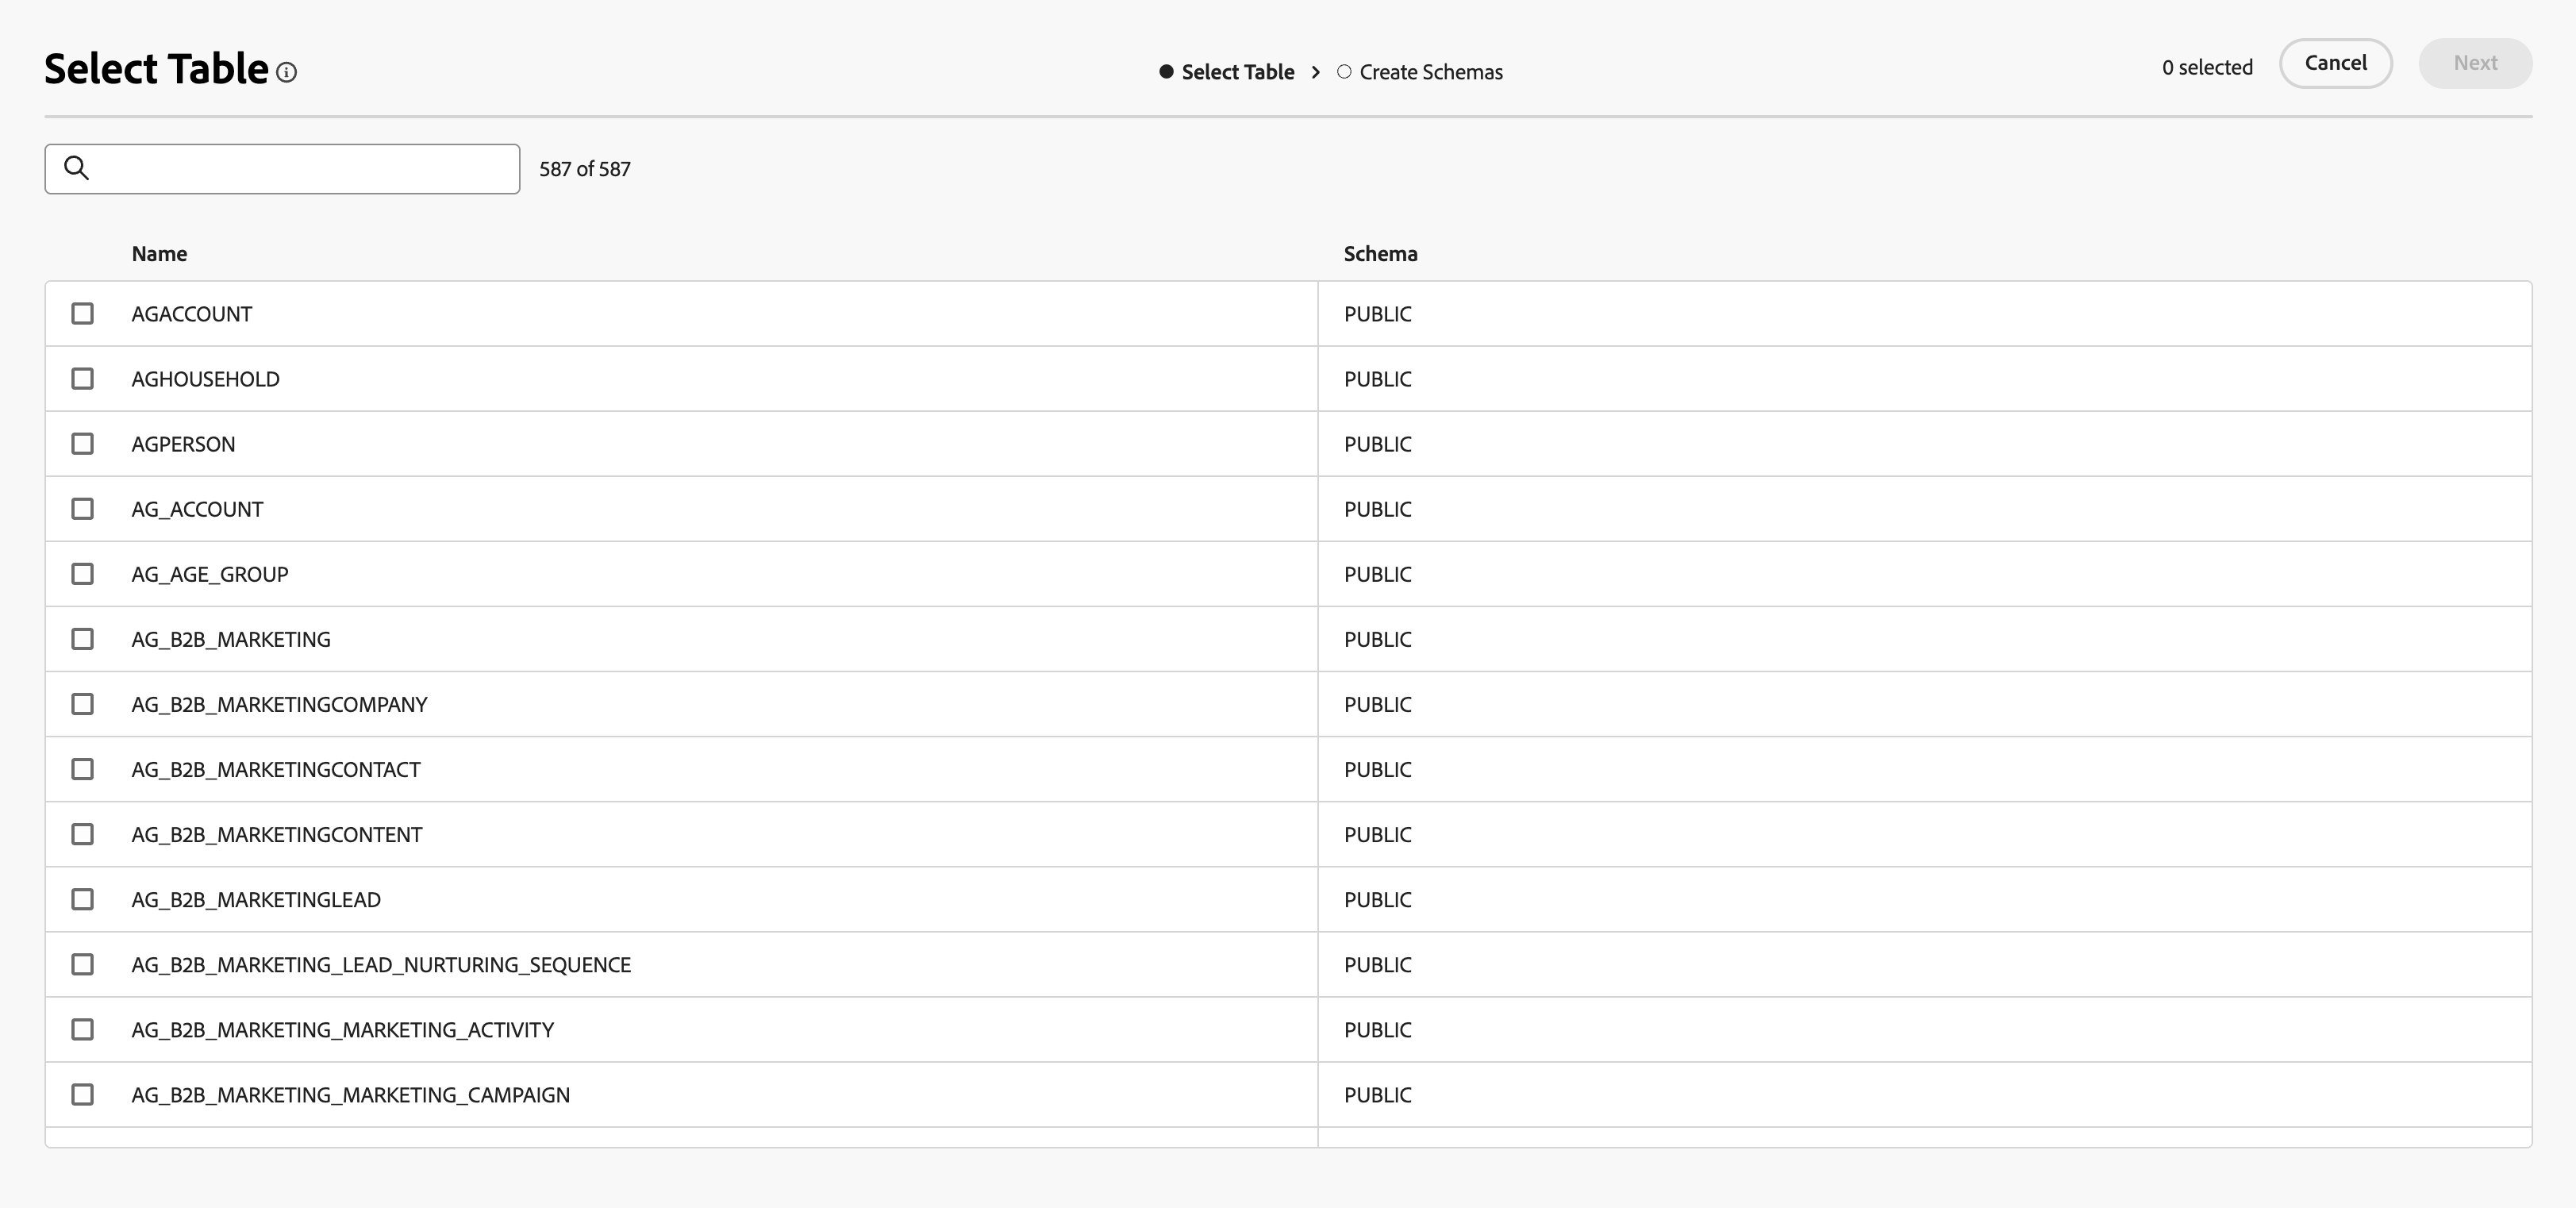 Select Table
Select Table > Create Schemas
0 selected
Cancel
Next
587 of 587
Name Schema
AGACCOUNT PUBLIC
AGHOUSEHOLD PUBLIC
AGPERSON PUBLIC
AG_ACCOUNT PUBLIC
AG_AGE_GROUP PUBLIC
AG_B2B_MARKETING PUBLIC
AG_B2B_MARKETINGCOMPANY PUBLIC
AG_B2B_MARKETINGCONTACT PUBLIC
AG_B2B_MARKETINGCONTENT PUBLIC
AG_B2B_MARKETINGLEAD PUBLIC
AG_B2B_MARKETING_LEAD_NURTURING_SEQUENCE PUBLIC
AG_B2B_MARKETING_MARKETING_ACTIVITY PUBLIC
AG_B2B_MARKETING_MARKETING_CAMPAIGN PUBLIC